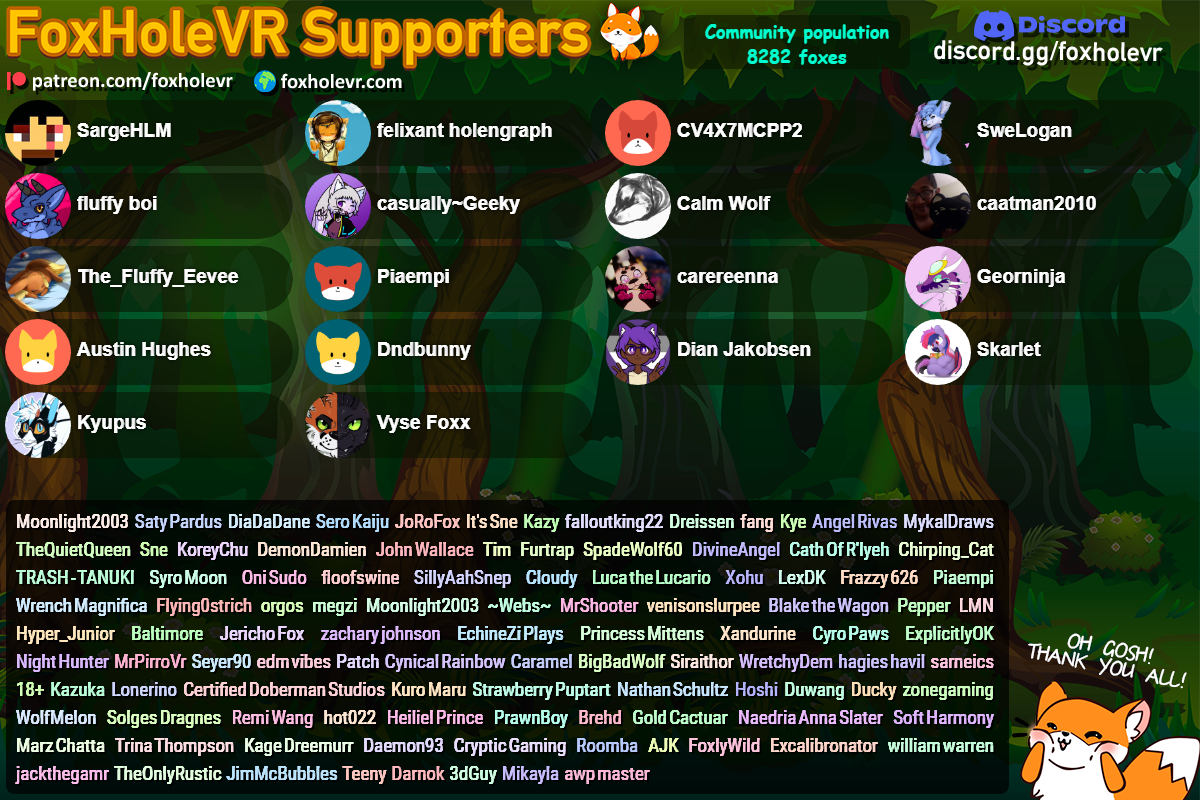 FoxHoleVR Supporters
Community population
8282 foxes
Discord
discord.gg/foxholevr
patreon.com/foxholevr
foxholevr.com
SargeHLM
felixant holengraph
CV4X7MCPP2
SweLogan
fluffy boi
casually~Geeky
Calm Wolf
caatman2010
The_Fluffy_Eevee
Piaempi
carereenna
Georninja
Austin Hughes
Dndbunny
Dian Jakobsen
Skarlet
Kyupus
Vyse Foxx
Moonlight2003 Saty Pardus DiaDaDane Sero Kaiju JoRoFox It's Sne Kazy falloutking22 Dreissen fang Kye Angel Rivas MykalDraws
TheQuietQueen Sne KoreyChu DemonDamien John Wallace Tim Furtrap SpadeWolf60 DivineAngel Cath Of R'lyeh Chirping_Cat
TRASH-TANUKI Syro Moon Oni Sudo floofswine SillyAahSnep Cloudy Luca the Lucario Xohu LexDK Frazzy 626 Piaempi
Wrench Magnifica Flying0strich orgos megzi Moonlight2003 ~Webs~ MrShooter venisonslurpee Blake the Wagon Pepper LMN
Hyper_Junior Baltimore Jericho Fox zachary johnson EchineZi Plays Princess Mittens Xandurine Cyro Paws ExplicitlyOK
Night Hunter MrPirroVr Seyer90 edm vibes Patch Cynical Rainbow Caramel BigBadWolf Siraithor WretchyDem hagies havil sameics
18+ Kazuka Lonerino Certified Doberman Studios Kuro Maru Strawberry Puptart Nathan Schultz Hoshi Duwang Ducky zonegaming
WolfMelon Solges Dragnes Remi Wang hot022 Heiliel Prince PrawnBoy Brehd Gold Cactuar Naedria Anna Slater Soft Harmony
Marz Chatta Trina Thompson Kage Dreemurr Daemon93 Cryptic Gaming Roomba AJK FoxlyWild Excalibronator william warren
jackthegamr TheOnlyRustic JimMcBubbles Teeny Darnok 3dGuy Mikayla awp master
OH GOSH!
THANK YOU ALL!